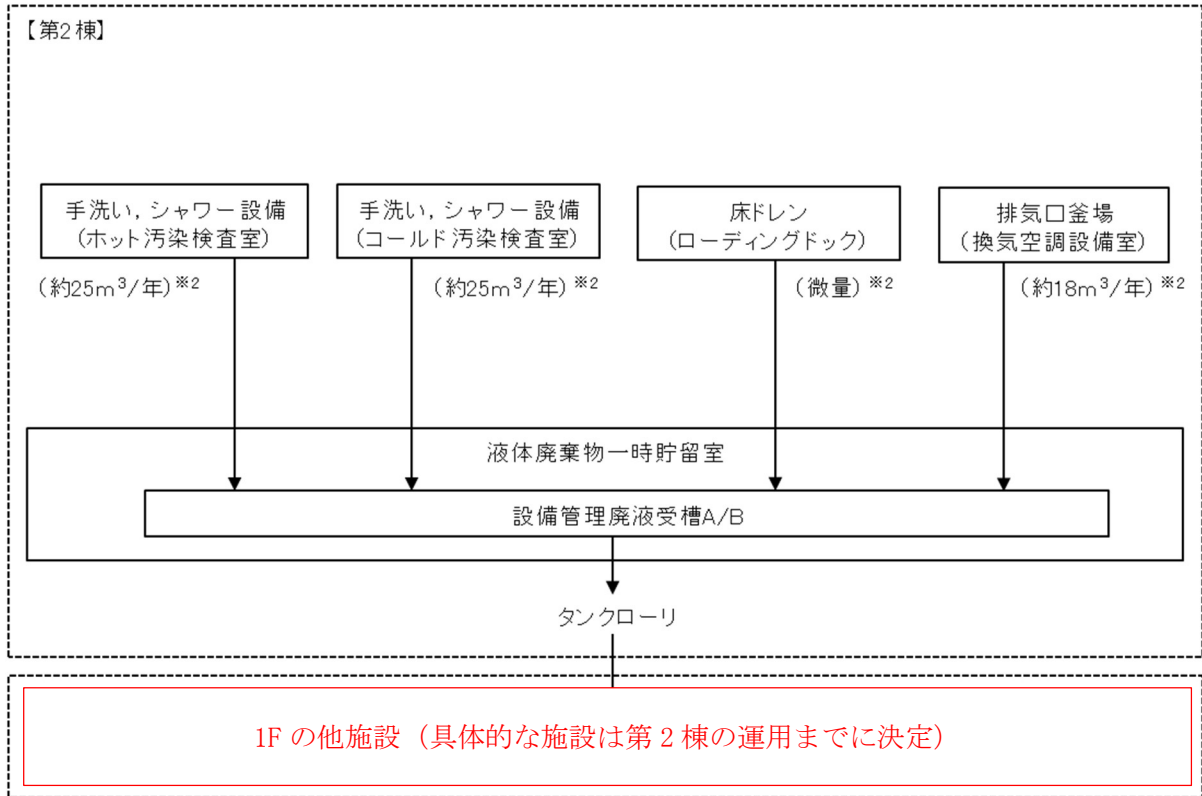 【第2棟】
手洗い，シャワー設備
(ホット汚染検査室)
手洗い，シャワー設備
(コールド汚染検査室)
床ドレン
(ローディングドック)
排気口釜場
(換気空調設備室)
(約25m³/年)※2
(約25m³/年)※2
(微量)※2
(約18m³/年)※2
液体廃棄物一時貯留室
設備管理廃液受槽A/B
タンクローリ
1Fの他施設（具体的な施設は第2棟の運用までに決定）